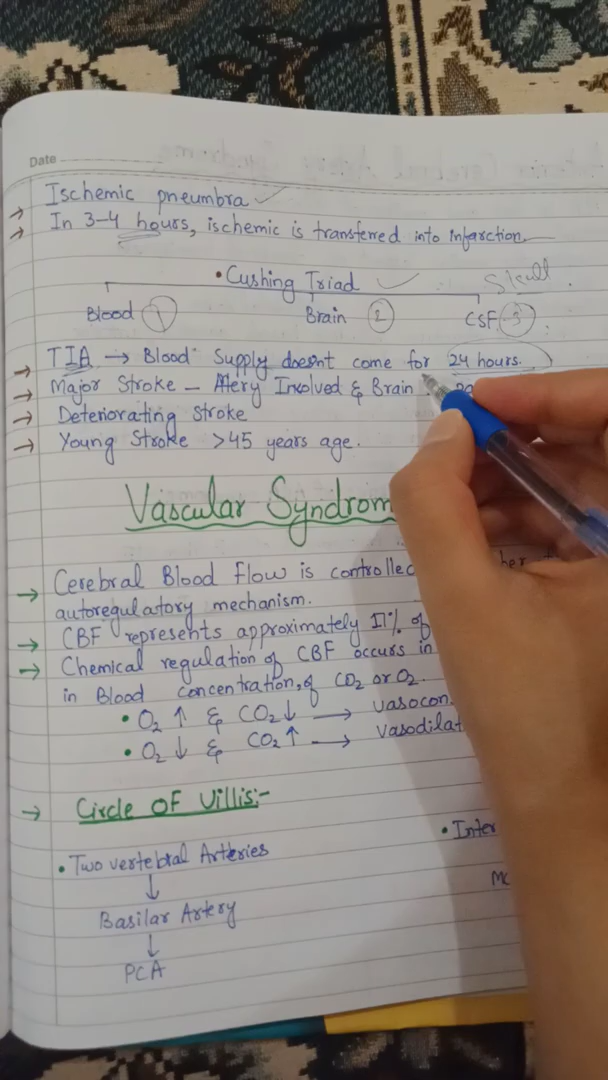 Date
→ Ischemic pneumbra
→ In 3-4 hours, ischemic is transferred into infarction.
• Cushing Triad
Skull.
Blood 1 Brain 2 CSF 3
→ TIA → Blood Supply doesnt come for 24 hours.
→ Major Stroke - Atery Involved & Brain
→ Deteriorating Stroke
→ Young Stroke >45 years age.
Vascular Syndrom
→ Cerebral Blood Flow is controlled
autoregulatory mechanism.
→ CBF represents approximately 17% of
→ Chemical regulation of CBF occurs in
in Blood concentration, of CO2 or O2.
• O2 ↑ & CO2 ↓ → vasocon
• O2 ↓ & CO2 ↑ → vasodilat
→ Circle OF Villis:-
• Inter
• Two vertebral Arteries
↓
Basilar Artery
↓
PCA